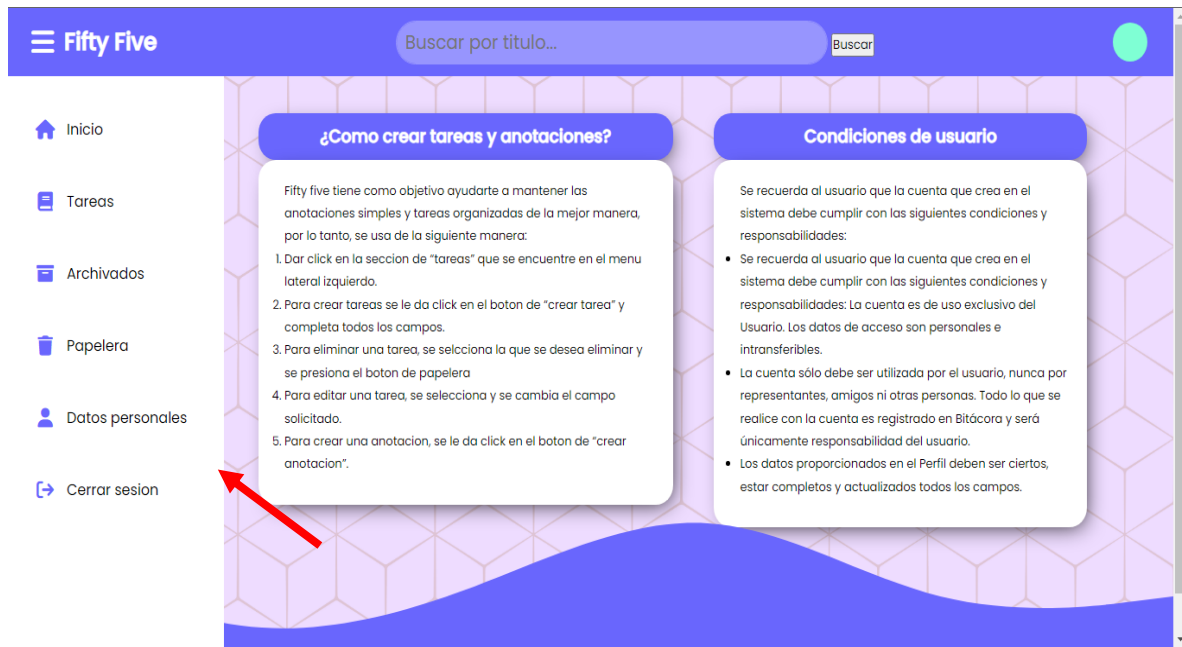 Fifty Five
Buscar por titulo...
Buscar
Inicio
Tareas
Archivados
Papelera
Datos personales
Cerrar sesion
¿Como crear tareas y anotaciones?
Fifty five tiene como objetivo ayudarte a mantener las
anotaciones simples y tareas organizadas de la mejor manera,
por lo tanto, se usa de la siguiente manera:
1. Dar click en la seccion de “tareas” que se encuentre en el menu
lateral izquierdo.
2. Para crear tareas se le da click en el boton de “crear tarea” y
completa todos los campos.
3. Para eliminar una tarea, se selcciona la que se desea eliminar y
se presiona el boton de papelera
4. Para editar una tarea, se selecciona y se cambia el campo
solicitado.
5. Para crear una anotacion, se le da click en el boton de “crear
anotacion”.
Condiciones de usuario
Se recuerda al usuario que la cuenta que crea en el
sistema debe cumplir con las siguientes condiciones y
responsabilidades:
• Se recuerda al usuario que la cuenta que crea en el
sistema debe cumplir con las siguientes condiciones y
responsabilidades: La cuenta es de uso exclusivo del
Usuario. Los datos de acceso son personales e
intransferibles.
• La cuenta sólo debe ser utilizada por el usuario, nunca por
representantes, amigos ni otras personas. Todo lo que se
realice con la cuenta es registrado en Bitácora y será
únicamente responsabilidad del usuario.
• Los datos proporcionados en el Perfil deben ser ciertos,
estar completos y actualizados todos los campos.